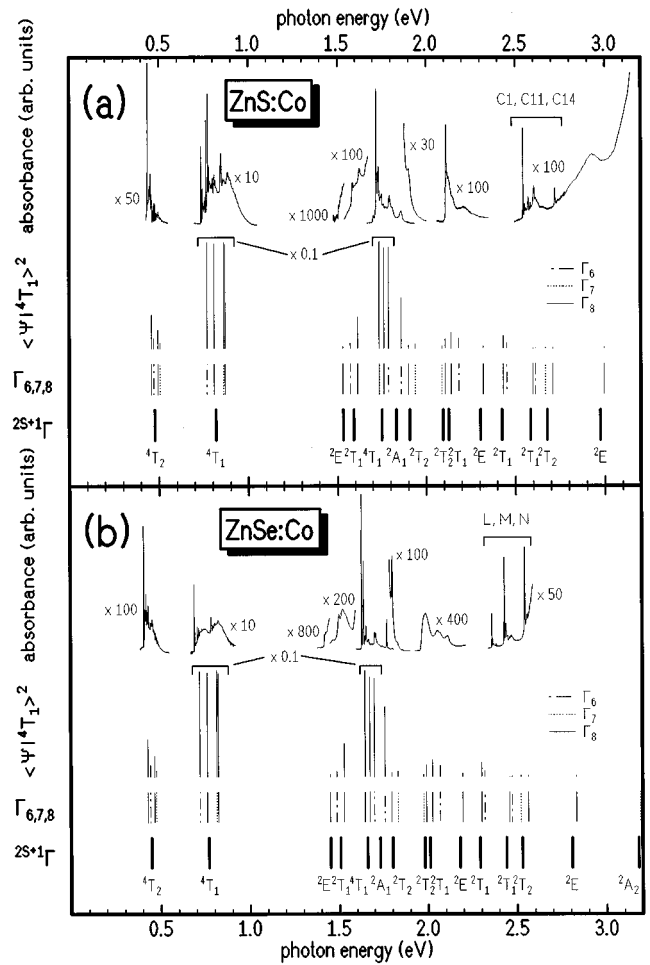 photon energy (eV)
0.5 1.0 1.5 2.0 2.5 3.0
(a)
ZnS:Co
absorbance (arb. units)
x 50
x 10
x 1000
x 100
x 30
x 100
C1, C11, C14
x 100
x 0.1
<Ψ|⁴T₁>²
Γ₆
Γ₇
Γ₈
Γ₆,₇,₈
²ˢ⁺¹Γ
⁴T₂ ⁴T₁ ²E ²T₁ ⁴T₁ ²A₁ ²T₂ ²T₂ ²T₁ ²E ²T₁ ²T₁ ²T₂ ²E
(b)
ZnSe:Co
absorbance (arb. units)
x 100
x 10
x 800
x 200
x 100
x 400
L, M, N
x 50
x 0.1
<Ψ|⁴T₁>²
Γ₆
Γ₇
Γ₈
Γ₆,₇,₈
²ˢ⁺¹Γ
⁴T₂ ⁴T₁ ²E ²T₁ ⁴T₁ ²A₁ ²T₂ ²T₂ ²T₁ ²E ²T₁ ²T₁ ²T₂ ²E ²A₂
0.5 1.0 1.5 2.0 2.5 3.0
photon energy (eV)